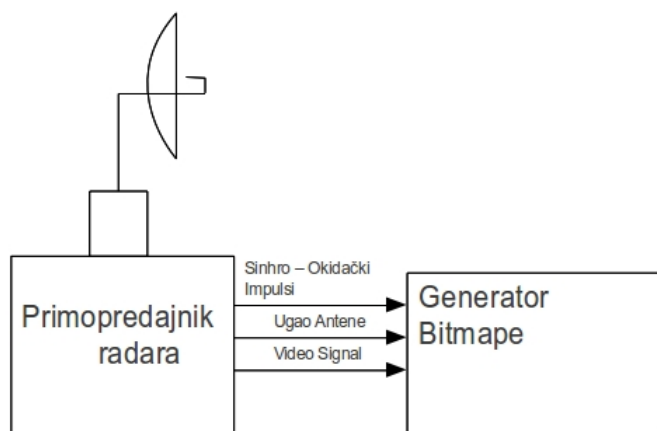 Sinhro – Okidački
Impulsi
Primopredajnik
radara
Ugao Antene
Video Signal
Generator
Bitmape